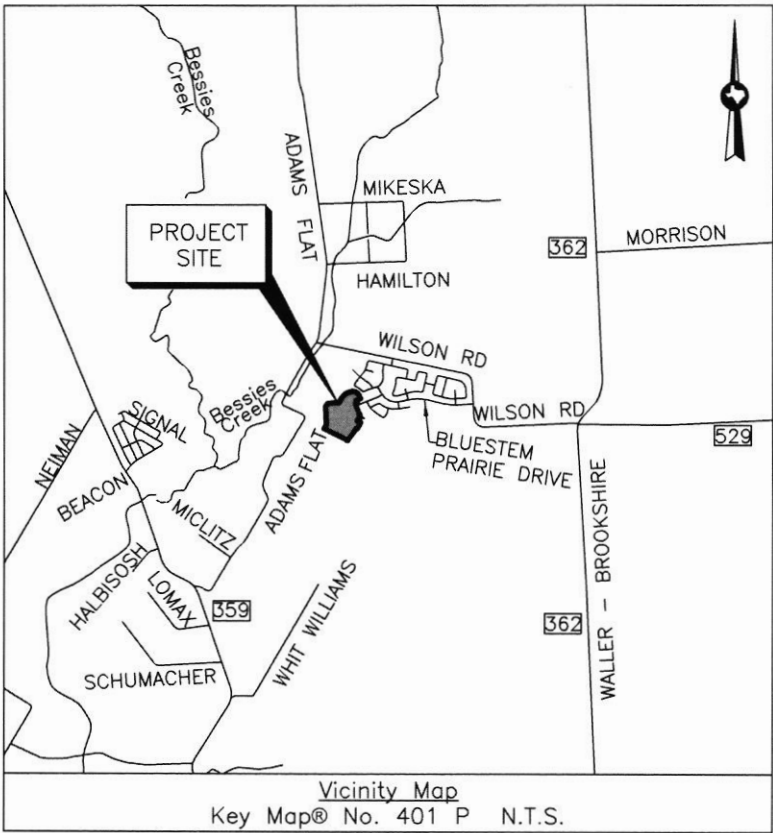 Bessies
Creek
ADAMS FLAT
MIKESKA
PROJECT
SITE
362
MORRISON
HAMILTON
WILSON RD
Bessies
Creek
SIGNAL
WILSON RD
529
NEIMAN
BLUESTEM
PRAIRIE DRIVE
BEACON
ADAMS FLAT
MICLITZ
HALBISOSH
LOMAX
359
WHIT WILLIAMS
362
WALLER – BROOKSHIRE
SCHUMACHER
Vicinity Map
Key Map® No. 401 P N.T.S.